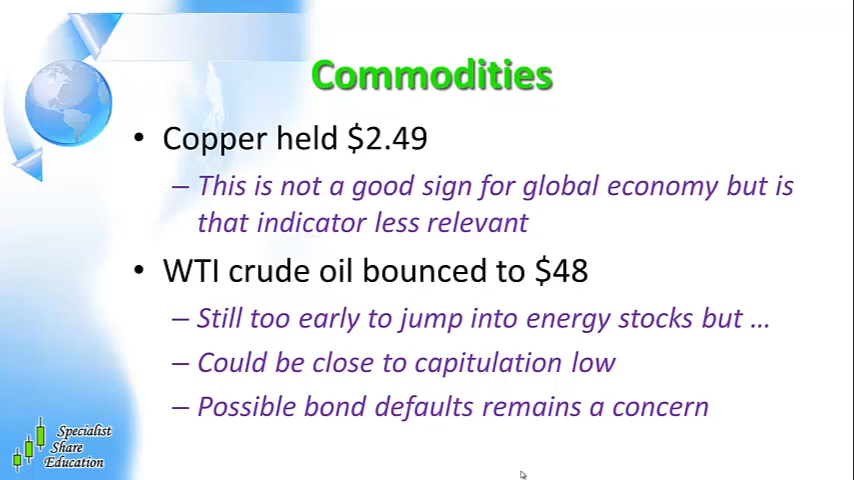 Commodities
• Copper held $2.49
– This is not a good sign for global economy but is
that indicator less relevant
• WTI crude oil bounced to $48
– Still too early to jump into energy stocks but ...
– Could be close to capitulation low
– Possible bond defaults remains a concern
Specialist
Share
Education